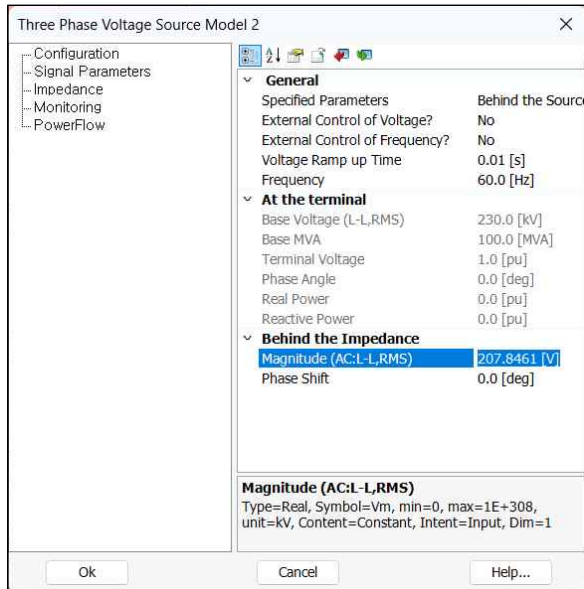 Three Phase Voltage Source Model 2
Configuration
Signal Parameters
Impedance
Monitoring
PowerFlow
General
Specified Parameters Behind the Source
External Control of Voltage? No
External Control of Frequency? No
Voltage Ramp up Time 0.01 [s]
Frequency 60.0 [Hz]
At the terminal
Base Voltage (L-L,RMS) 230.0 [kV]
Base MVA 100.0 [MVA]
Terminal Voltage 1.0 [pu]
Phase Angle 0.0 [deg]
Real Power 0.0 [pu]
Reactive Power 0.0 [pu]
Behind the Impedance
Magnitude (AC:L-L,RMS) 207.8461 [V]
Phase Shift 0.0 [deg]
Magnitude (AC:L-L,RMS)
Type=Real, Symbol=Vm, min=0, max=1E+308,
unit=kV, Content=Constant, Intent=Input, Dim=1
Ok Cancel Help...